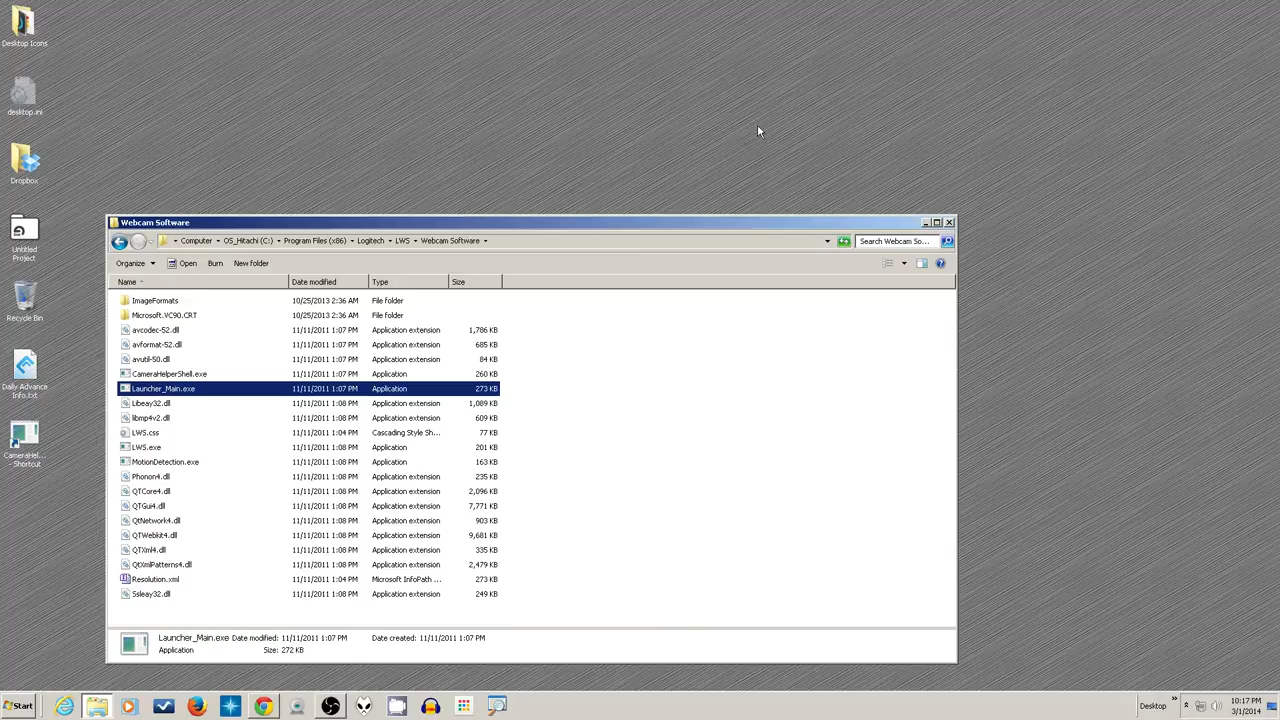 Desktop Icons
desktop.ini
Dropbox
Untitled
Project
Recycle Bin
Daily Advance
Info.txt
CameraHel...
- Shortcut
Webcam Software
Computer OS_Hitachi (C:) Program Files (x86) Logitech LWS Webcam Software
Search Webcam So...
Organize Open Burn New folder
Name Date modified Type Size
ImageFormats 10/25/2013 2:36 AM File folder
Microsoft.VC90.CRT 10/25/2013 2:36 AM File folder
avcodec-52.dll 11/11/2011 1:07 PM Application extension 1,786 KB
avformat-52.dll 11/11/2011 1:07 PM Application extension 685 KB
avutil-50.dll 11/11/2011 1:07 PM Application extension 84 KB
CameraHelperShell.exe 11/11/2011 1:07 PM Application 260 KB
Launcher_Main.exe 11/11/2011 1:07 PM Application 273 KB
Libeay32.dll 11/11/2011 1:07 PM Application extension 1,089 KB
libmp4v2.dll 11/11/2011 1:07 PM Application extension 609 KB
LWS.css 11/11/2011 1:04 PM Cascading Style Sh... 77 KB
LWS.exe 11/11/2011 1:08 PM Application 201 KB
MotionDetection.exe 11/11/2011 1:08 PM Application 163 KB
Phonon4.dll 11/11/2011 1:08 PM Application extension 235 KB
QTCore4.dll 11/11/2011 1:08 PM Application extension 2,096 KB
QTGui4.dll 11/11/2011 1:08 PM Application extension 7,771 KB
QtNetwork4.dll 11/11/2011 1:08 PM Application extension 903 KB
QTWebkit4.dll 11/11/2011 1:08 PM Application extension 9,681 KB
QTXml4.dll 11/11/2011 1:08 PM Application extension 335 KB
QtXmlPatterns4.dll 11/11/2011 1:08 PM Application extension 2,479 KB
Resolution.xml 11/11/2011 1:04 PM Microsoft InfoPath ... 273 KB
Ssleay32.dll 11/11/2011 1:08 PM Application extension 249 KB
Launcher_Main.exe Date modified: 11/11/2011 1:07 PM Date created: 11/11/2011 1:07 PM
Application Size: 272 KB
Start
Desktop
10:17 PM
3/1/2014